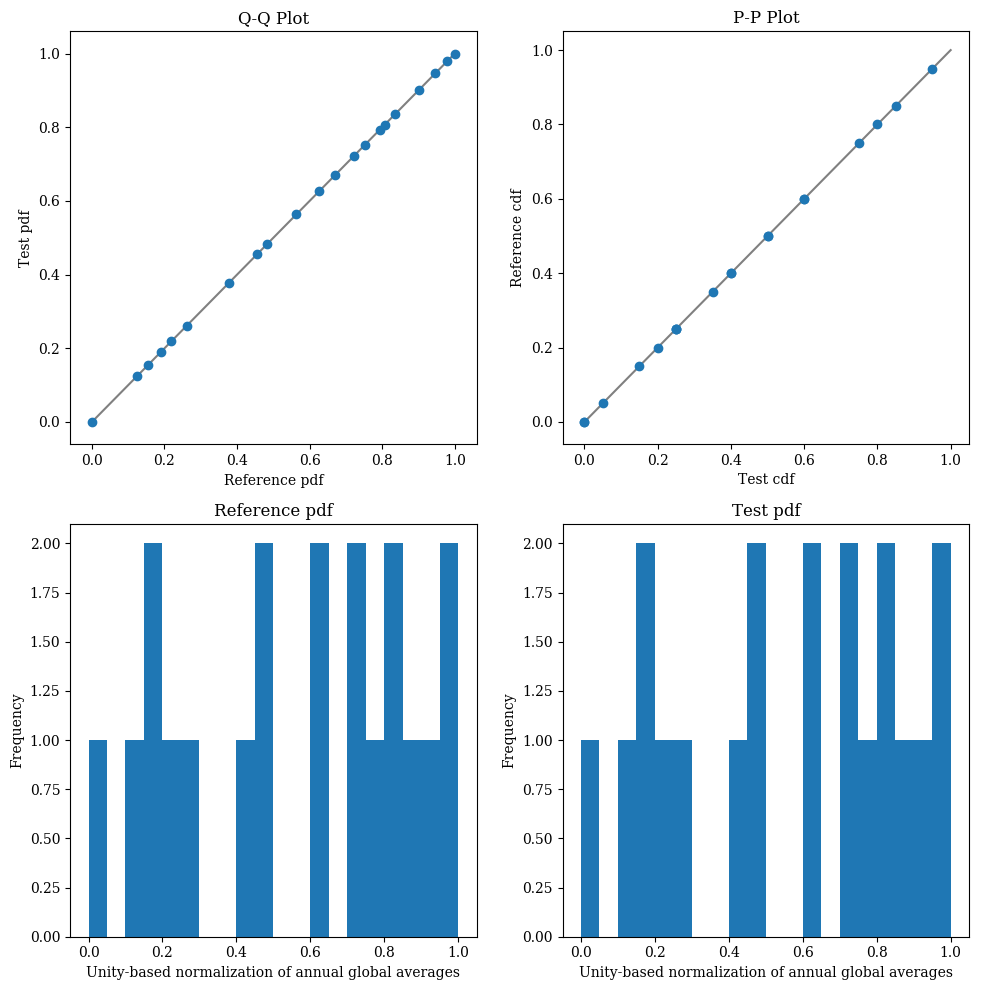 Q-Q Plot
Test pdf
1.0
0.8
0.6
0.4
0.2
0.0
0.0 0.2 0.4 0.6 0.8 1.0
Reference pdf
P-P Plot
Reference cdf
1.0
0.8
0.6
0.4
0.2
0.0
0.0 0.2 0.4 0.6 0.8 1.0
Test cdf
Reference pdf
Frequency
2.00
1.75
1.50
1.25
1.00
0.75
0.50
0.25
0.00
0.0 0.2 0.4 0.6 0.8 1.0
Unity-based normalization of annual global averages
Test pdf
Frequency
2.00
1.75
1.50
1.25
1.00
0.75
0.50
0.25
0.00
0.0 0.2 0.4 0.6 0.8 1.0
Unity-based normalization of annual global averages